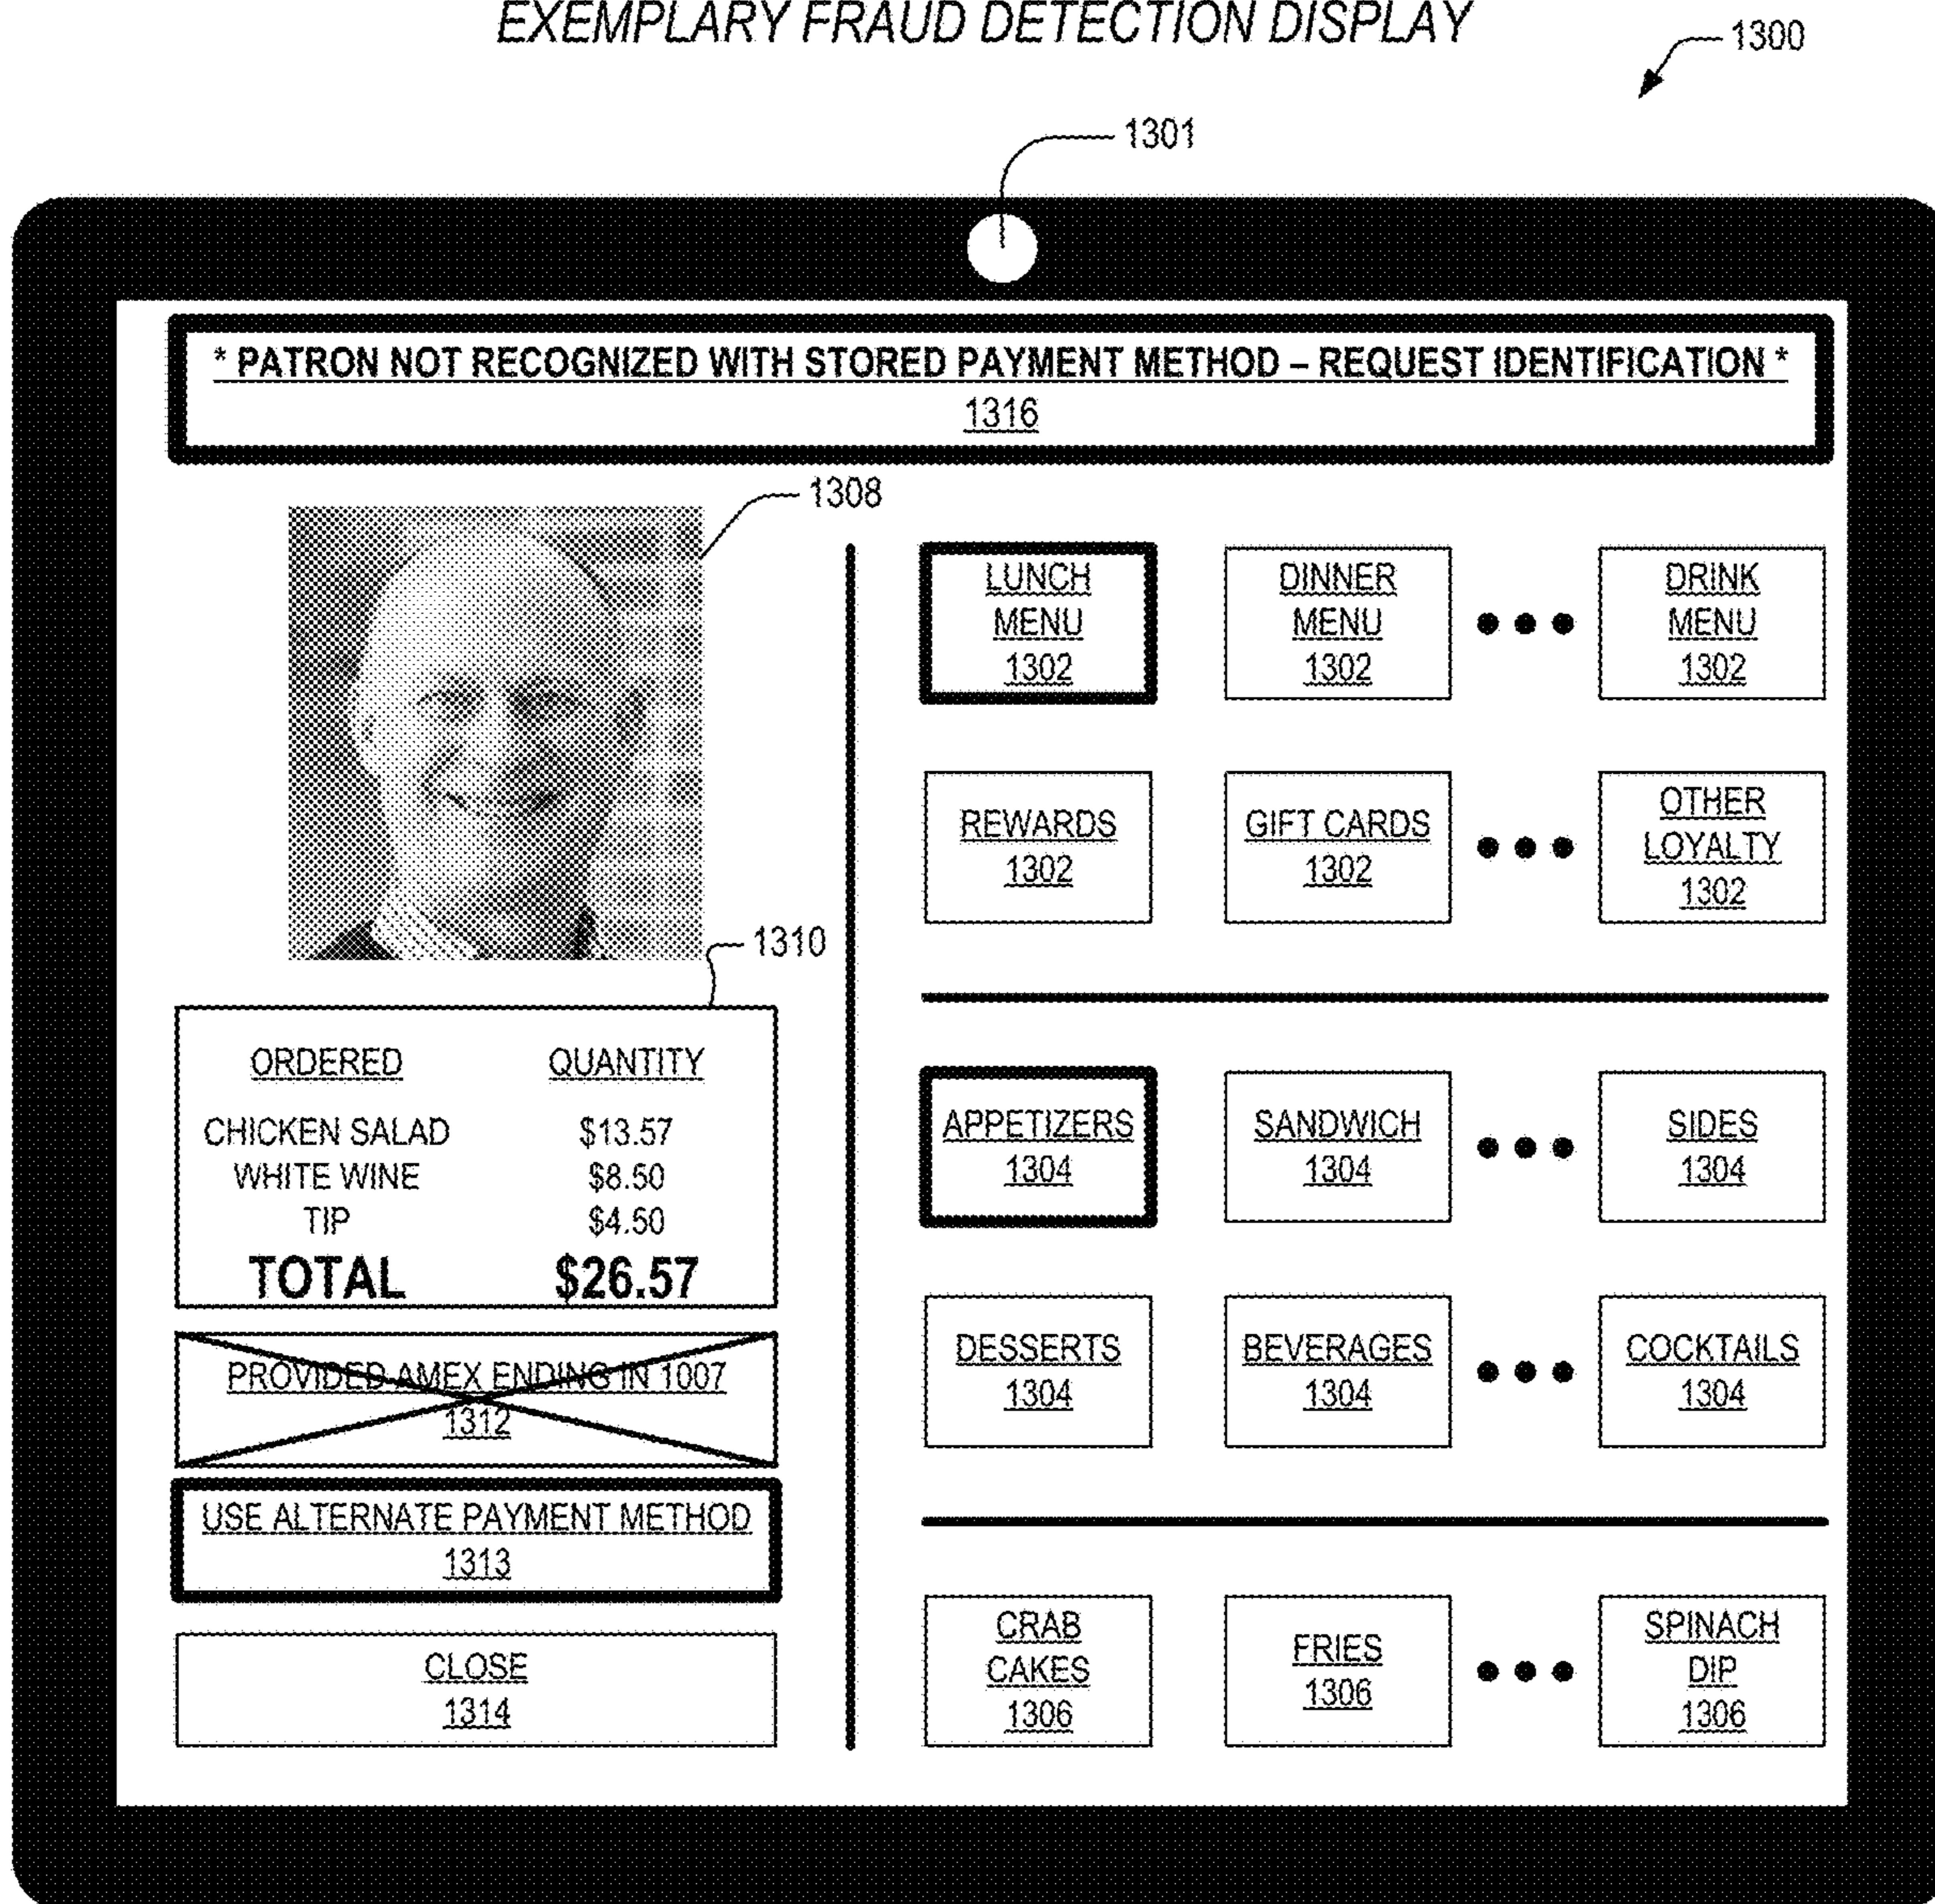 EXEMPLARY FRAUD DETECTION DISPLAY
1300
1301
* PATRON NOT RECOGNIZED WITH STORED PAYMENT METHOD – REQUEST IDENTIFICATION *
1316
1308
1310
ORDERED QUANTITY
CHICKEN SALAD $13.57
WHITE WINE $8.50
TIP $4.50
TOTAL $26.57
PROVIDED AMEX ENDING IN 1007
1312
USE ALTERNATE PAYMENT METHOD
1313
CLOSE
1314
LUNCH
MENU
1302
DINNER
MENU
1302
DRINK
MENU
1302
REWARDS
1302
GIFT CARDS
1302
OTHER
LOYALTY
1302
APPETIZERS
1304
SANDWICH
1304
SIDES
1304
DESSERTS
1304
BEVERAGES
1304
COCKTAILS
1304
CRAB
CAKES
1306
FRIES
1306
SPINACH
DIP
1306